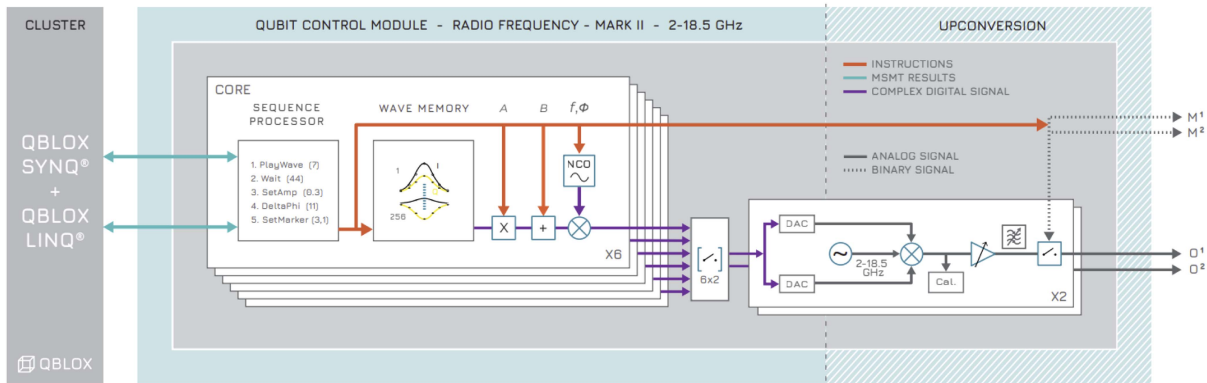 CLUSTER
QUBIT CONTROL MODULE - RADIO FREQUENCY - MARK II - 2-18.5 GHz
UPCONVERSION
INSTRUCTIONS
MSMT RESULTS
COMPLEX DIGITAL SIGNAL
CORE
SEQUENCE
PROCESSOR
WAVE MEMORY
A
B
f,Φ
M¹
M²
QBLOX
SYNQ®
+
QBLOX
LINQ®
1. PlayWave (7)
2. Wait (44)
3. SetAmp (0.3)
4. DeltaPhi (11)
5. SetMarker (3,1)
1
1
256
NCO
ANALOG SIGNAL
BINARY SIGNAL
X
+
X6
6x2
DAC
2-18.5
GHz
DAC
Cal.
X2
O¹
O²
QBLOX